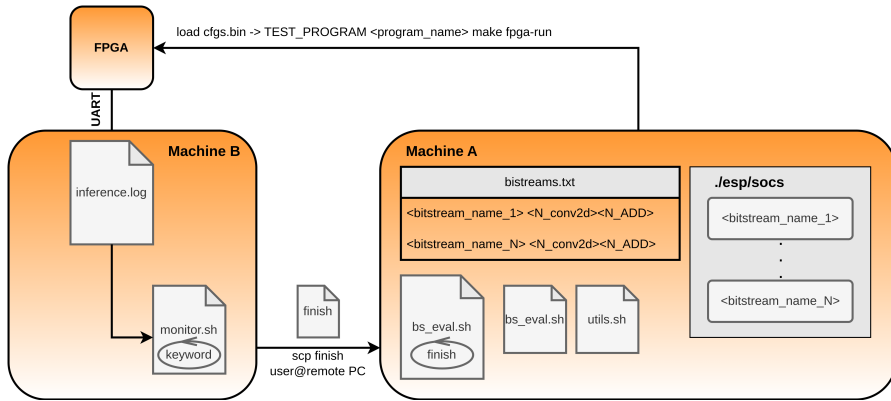 load cfgs.bin -> TEST_PROGRAM <program_name> make fpga-run
FPGA
UART
Machine B
inference.log
monitor.sh
keyword
finish
scp finish
user@remote PC
Machine A
bistreams.txt
<bitstream_name_1> <N_conv2d><N_ADD>
<bitstream_name_N> <N_conv2d><N_ADD>
bs_eval.sh
finish
bs_eval.sh
utils.sh
./esp/socs
<bitstream_name_1>
.
.
.
<bitstream_name_N>